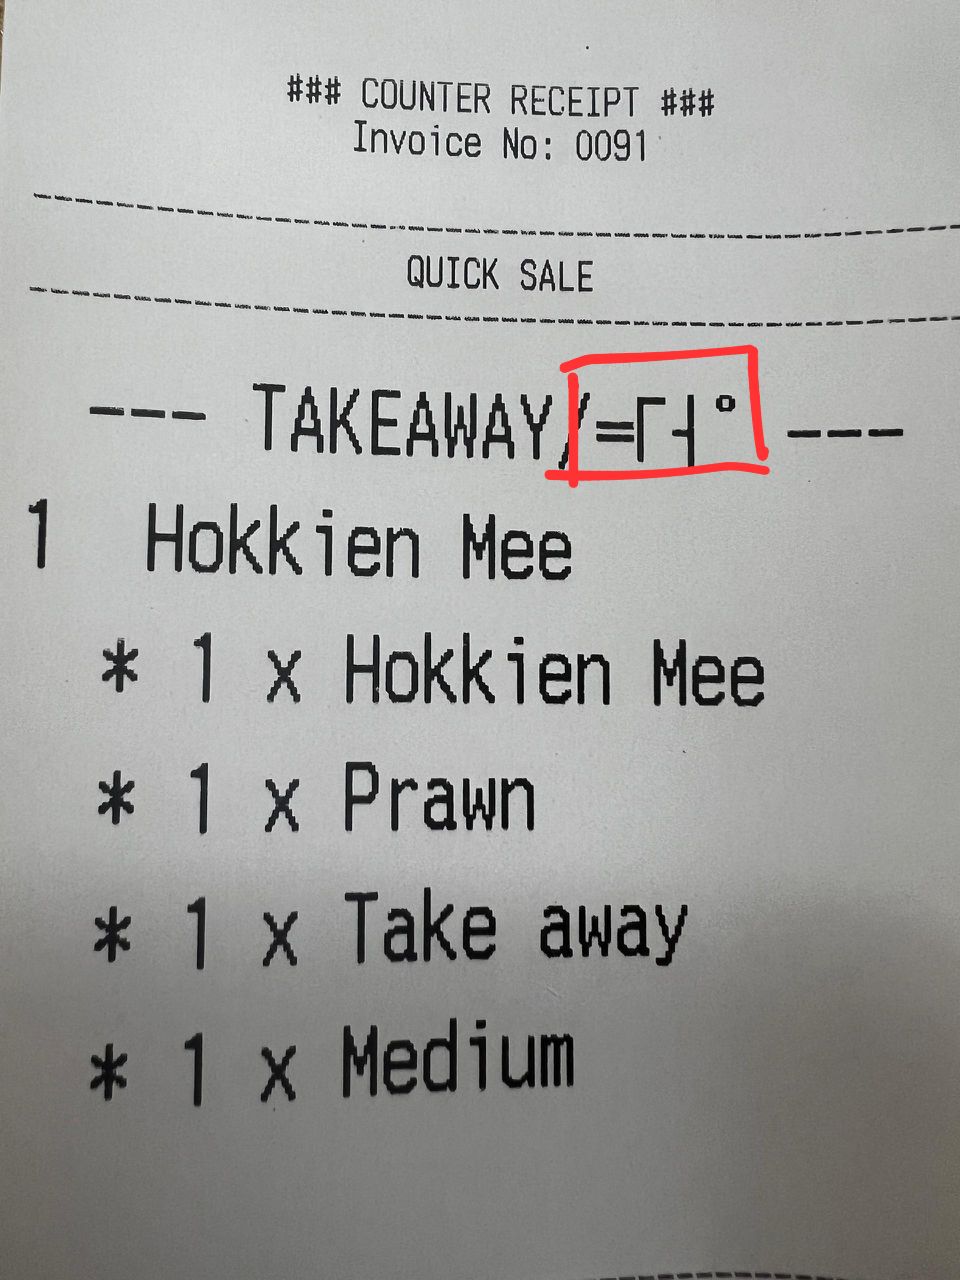 ### COUNTER RECEIPT ###
Invoice No: 0091
QUICK SALE
--- TAKEAWAY/=┌┤° ---
1 Hokkien Mee
* 1 x Hokkien Mee
* 1 x Prawn
* 1 x Take away
* 1 x Medium